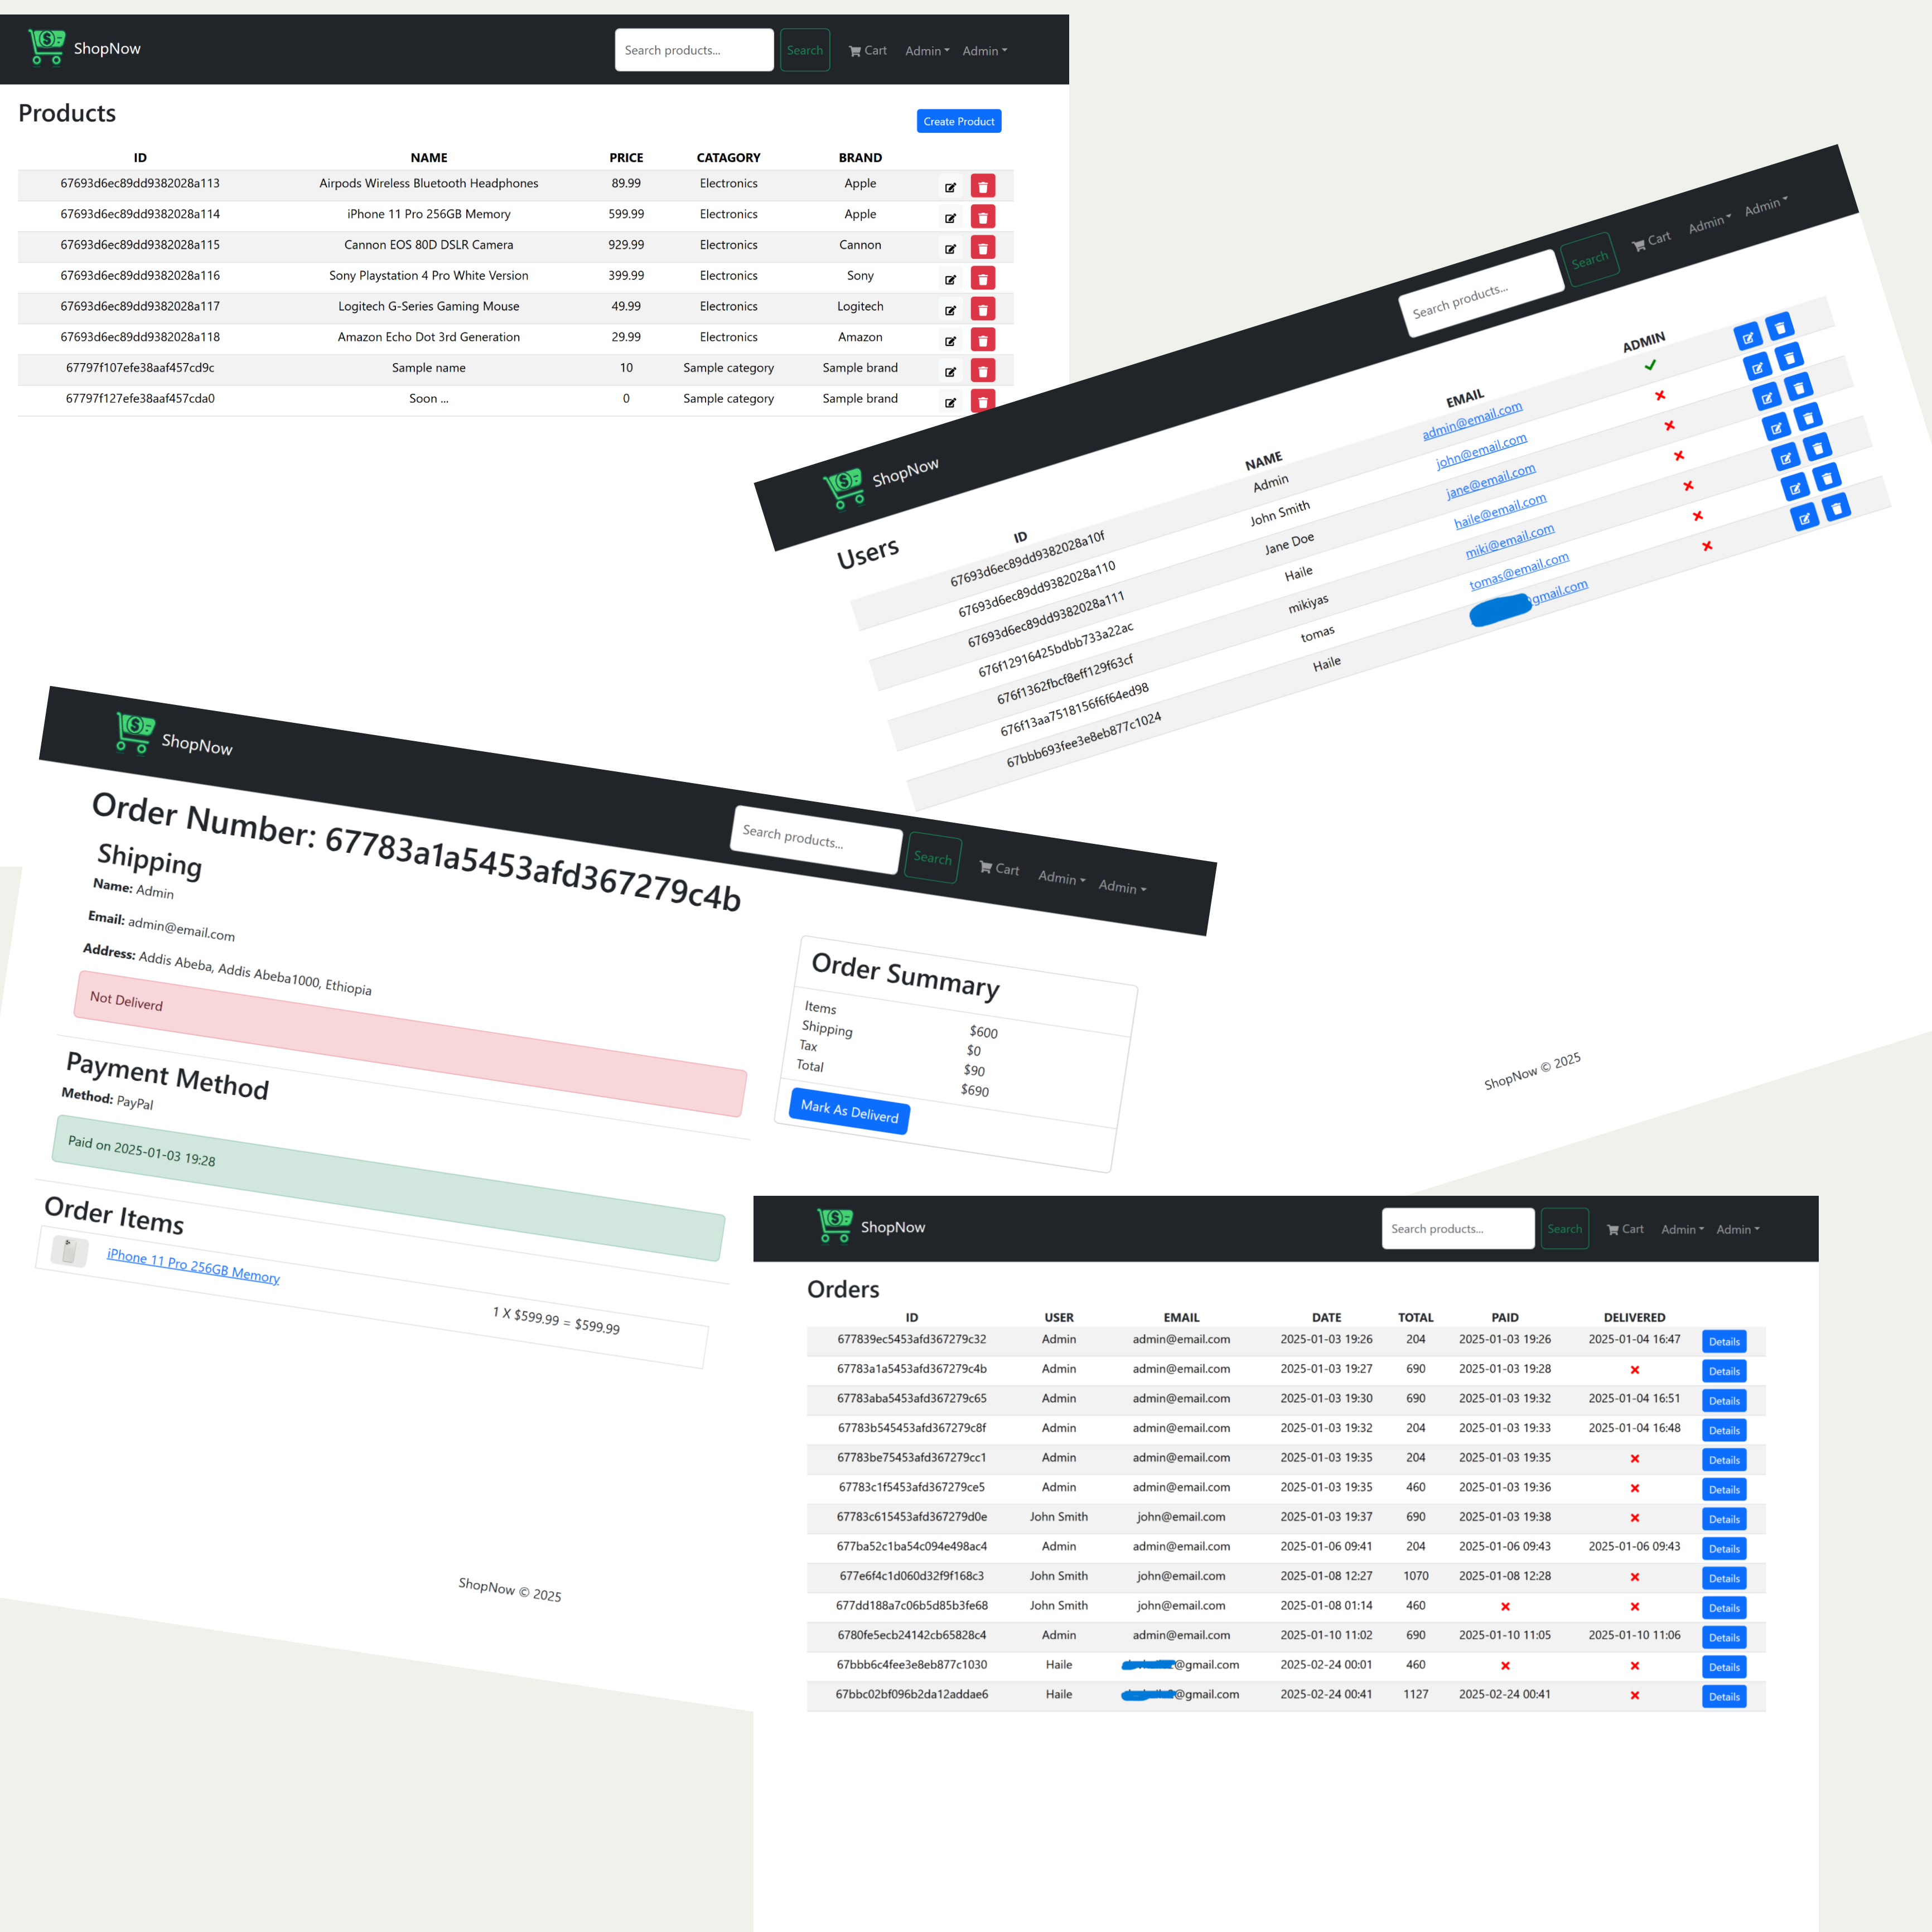 ShopNow
Search products...
Search
Cart
Admin
Admin
Products
Create Product
ID NAME PRICE CATAGORY BRAND
67693d6ec89dd9382028a113 Airpods Wireless Bluetooth Headphones 89.99 Electronics Apple
67693d6ec89dd9382028a114 iPhone 11 Pro 256GB Memory 599.99 Electronics Apple
67693d6ec89dd9382028a115 Cannon EOS 80D DSLR Camera 929.99 Electronics Cannon
67693d6ec89dd9382028a116 Sony Playstation 4 Pro White Version 399.99 Electronics Sony
67693d6ec89dd9382028a117 Logitech G-Series Gaming Mouse 49.99 Electronics Logitech
67693d6ec89dd9382028a118 Amazon Echo Dot 3rd Generation 29.99 Electronics Amazon
67797f107efe38aaf457cd9c Sample name 10 Sample category Sample brand
67797f127efe38aaf457cda0 Soon ... 0 Sample category Sample brand
ShopNow
Search products...
Search
Cart
Admin
Admin
Users
ID NAME EMAIL ADMIN
67693d6ec89dd9382028a10f Admin admin@email.com
67693d6ec89dd9382028a110 John Smith john@email.com
67693d6ec89dd9382028a111 Jane Doe jane@email.com
676f12916425bdbb733a22ac Haile haile@email.com
676f1362fbcf8eff129f63cf mikiyas miki@email.com
676f13aa7518156f6f64ed98 tomas tomas@email.com
67bbb693fee3e8eb877c1024 Haile @gmail.com
ShopNow © 2025
ShopNow
Search products...
Search
Cart
Admin
Admin
Order Number: 67783a1a5453afd367279c4b
Shipping
Name: Admin
Email: admin@email.com
Address: Addis Abeba, Addis Abeba1000, Ethiopia
Not Deliverd
Payment Method
Method: PayPal
Paid on 2025-01-03 19:28
Order Items
iPhone 11 Pro 256GB Memory
1 X $599.99 = $599.99
Order Summary
Items $600
Shipping $0
Tax $90
Total $690
Mark As Deliverd
ShopNow © 2025
ShopNow
Search products...
Search
Cart
Admin
Admin
Orders
ID USER EMAIL DATE TOTAL PAID DELIVERED
677839ec5453afd367279c32 Admin admin@email.com 2025-01-03 19:26 204 2025-01-03 19:26 2025-01-04 16:47 Details
67783a1a5453afd367279c4b Admin admin@email.com 2025-01-03 19:27 690 2025-01-03 19:28 Details
67783aba5453afd367279c65 Admin admin@email.com 2025-01-03 19:30 690 2025-01-03 19:32 2025-01-04 16:51 Details
67783b545453afd367279c8f Admin admin@email.com 2025-01-03 19:32 204 2025-01-03 19:33 2025-01-04 16:48 Details
67783be75453afd367279cc1 Admin admin@email.com 2025-01-03 19:35 204 2025-01-03 19:35 Details
67783c1f5453afd367279ce5 Admin admin@email.com 2025-01-03 19:35 460 2025-01-03 19:36 Details
67783c615453afd367279d0e John Smith john@email.com 2025-01-03 19:37 690 2025-01-03 19:38 Details
677ba52c1ba54c094e498ac4 Admin admin@email.com 2025-01-06 09:41 204 2025-01-06 09:43 2025-01-06 09:43 Details
677e6f4c1d060d32f9f168c3 John Smith john@email.com 2025-01-08 12:27 1070 2025-01-08 12:28 Details
677dd188a7c06b5d85b3fe68 John Smith john@email.com 2025-01-08 01:14 460 Details
6780fe5ecb24142cb65828c4 Admin admin@email.com 2025-01-10 11:02 690 2025-01-10 11:05 2025-01-10 11:06 Details
67bbb6c4fee3e8eb877c1030 Haile @gmail.com 2025-02-24 00:01 460 Details
67bbc02bf096b2da12addae6 Haile @gmail.com 2025-02-24 00:41 1127 2025-02-24 00:41 Details